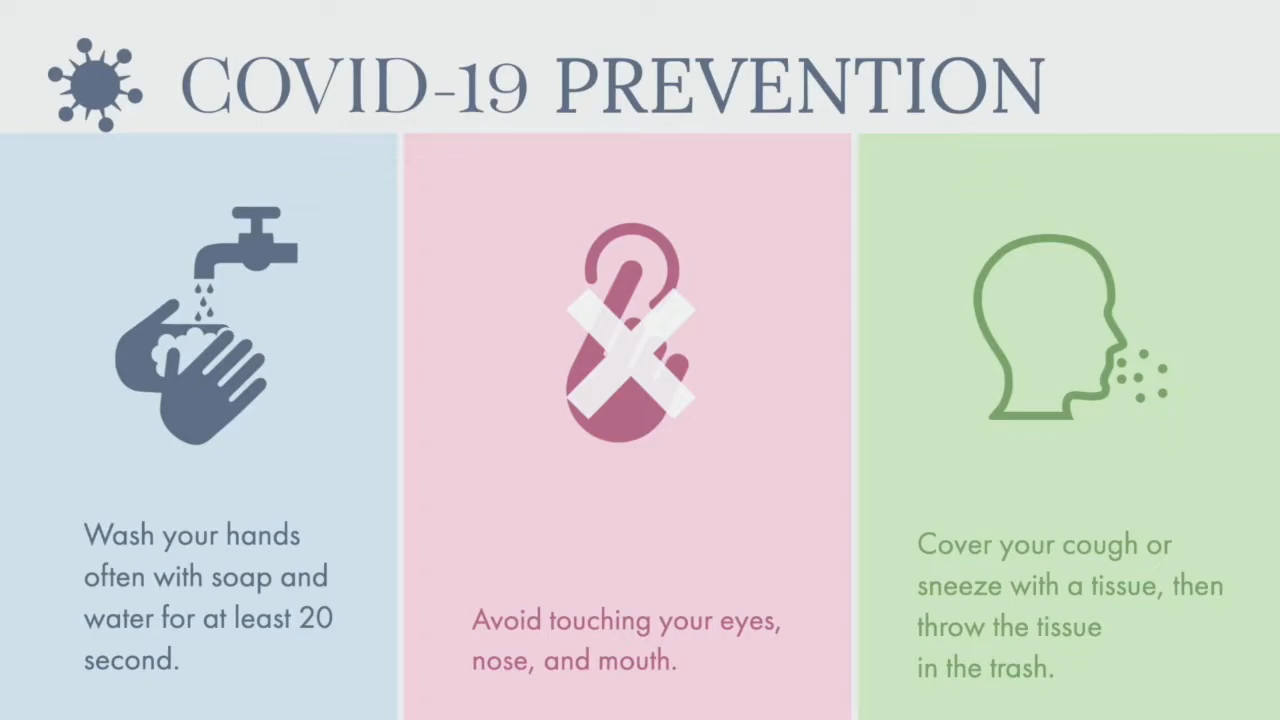 COVID-19 PREVENTION
Wash your hands
often with soap and
water for at least 20
second.
Avoid touching your eyes,
nose, and mouth.
Cover your cough or
sneeze with a tissue, then
throw the tissue
in the trash.